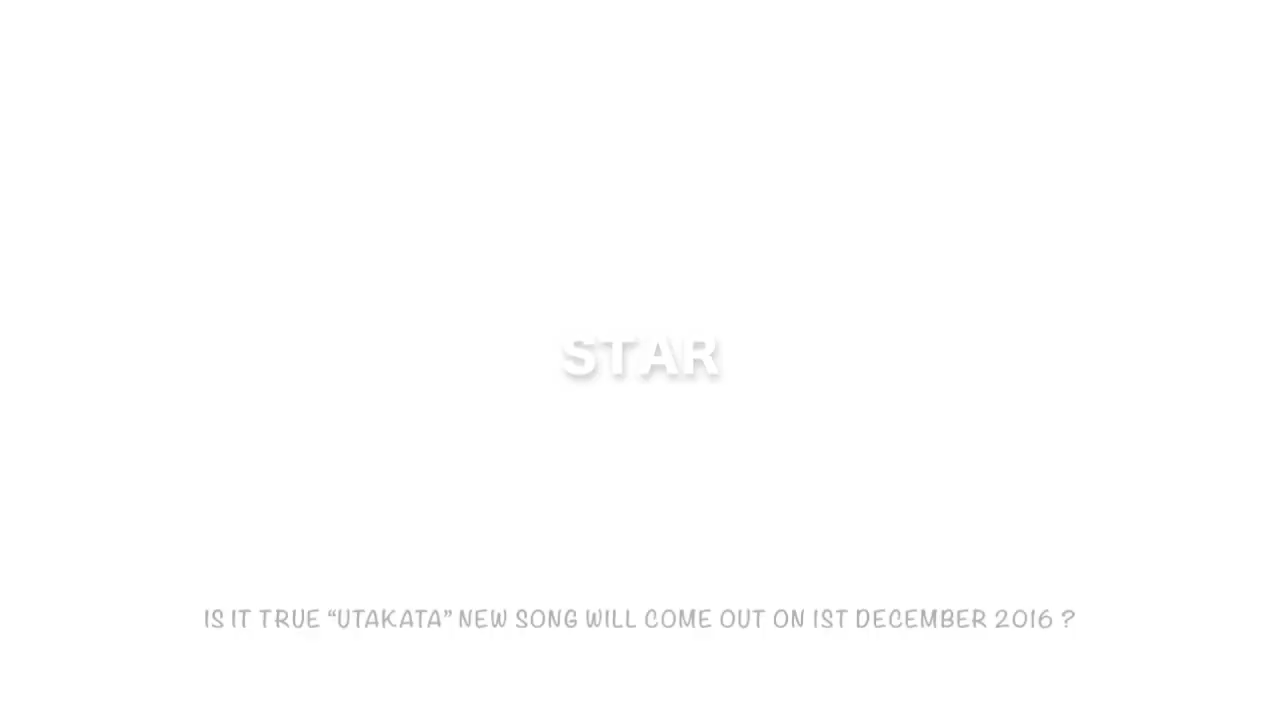 STAR
IS IT TRUE “UTAKATA” NEW SONG WILL COME OUT ON 1ST DECEMBER 2016 ?